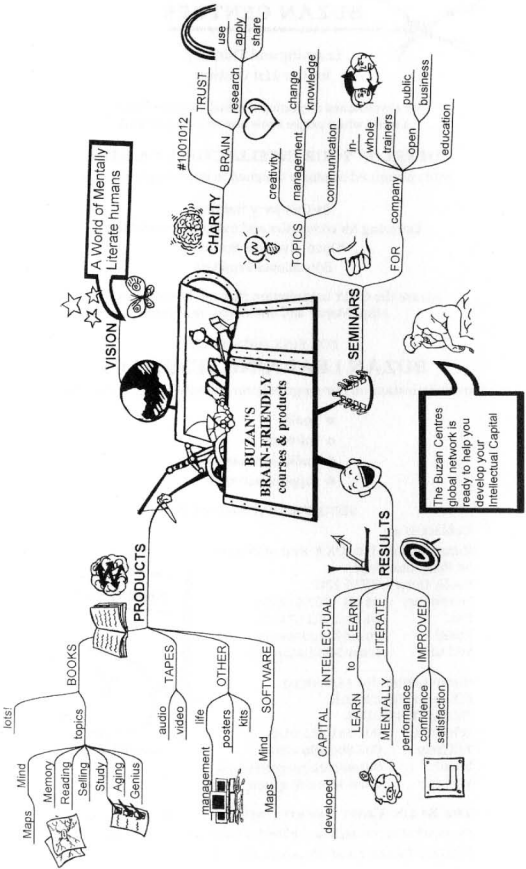 BUZAN'S
BRAIN-FRIENDLY
courses & products
VISION
A World of Mentally
Literate humans
CHARITY
BRAIN
#1001012
TRUST
research
use
apply
share
SEMINARS
TOPICS
creativity
management
change
knowledge
communication
FOR
company
In-
whole
trainers
open
public
business
education
The Buzan Centres
global network is
ready to help you
develop your
Intellectual Capital
RESULTS
INTELLECTUAL
CAPITAL
developed
LEARN to LEARN
MENTALLY LITERATE
IMPROVED
performance
confidence
satisfaction
PRODUCTS
BOOKS
lots!
topics
Mind
Maps
Memory
Reading
Selling
Study
Aging
Genius
TAPES
audio
video
OTHER
life
management
posters
kits
SOFTWARE
Mind
Maps
L